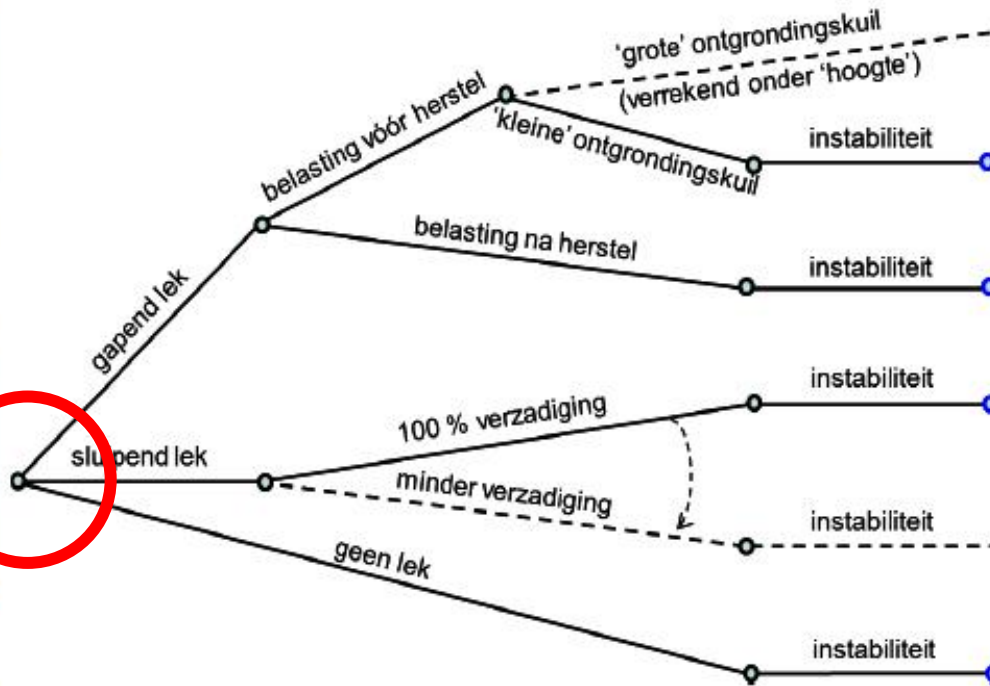 'grote' ontgrondingskuil
(verrekend onder 'hoogte')
belasting vóór herstel
'kleine' ontgrondingskuil
instabiliteit
belasting na herstel
instabiliteit
gapend lek
instabiliteit
100 % verzadiging
sluipend lek
minder verzadiging
instabiliteit
geen lek
instabiliteit